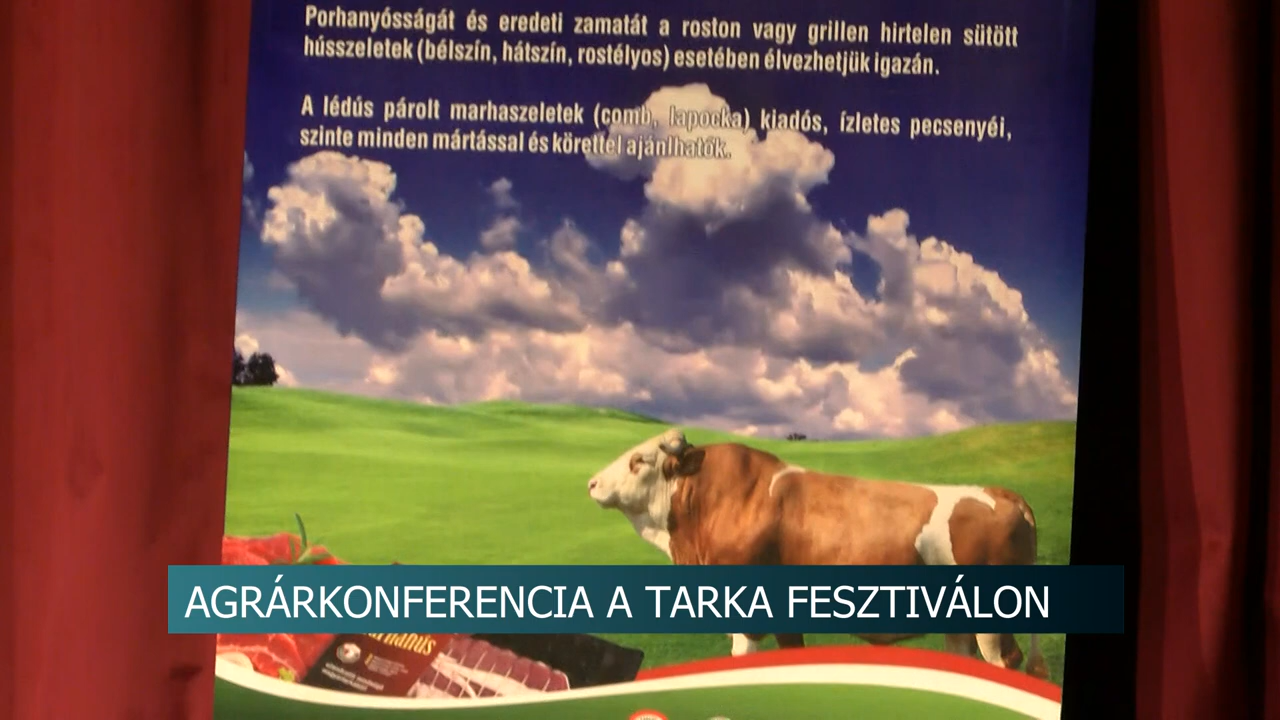 Porhanyósságát és eredeti zamatát a roston vagy grillen hirtelen sütött
hússzeletek (bélszín, hátszín, rostélyos) esetében élvezhetjük igazán.
A lédús párolt marhaszeletek (comb, lapocka) kiadós, ízletes pecsenyéi,
szinte minden mártással és körettel ajánlhatók.
AGRÁRKONFERENCIA A TARKA FESZTIVÁLON